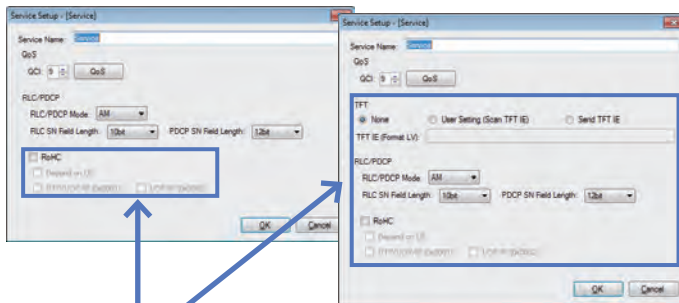 Service Setup - [Service]
Service Name: Service
QoS
QCI: 9 QoS
RLC/PDCP
RLC/PDCP Mode: AM
RLC SN Field Length: 10bit PDCP SN Field Length: 12bit
RoHC
Depend on UE
OK Cancel
Service Setup - [Service]
Service Name: Service
QoS
QCI: 9 QoS
TFT
None User Setting (Scan TFT IE) Send TFT IE
TFT IE (Format LV):
RLC/PDCP
RLC/PDCP Mode: AM
RLC SN Field Length: 10bit PDCP SN Field Length: 12bit
RoHC
Depend on UE
OK Cancel